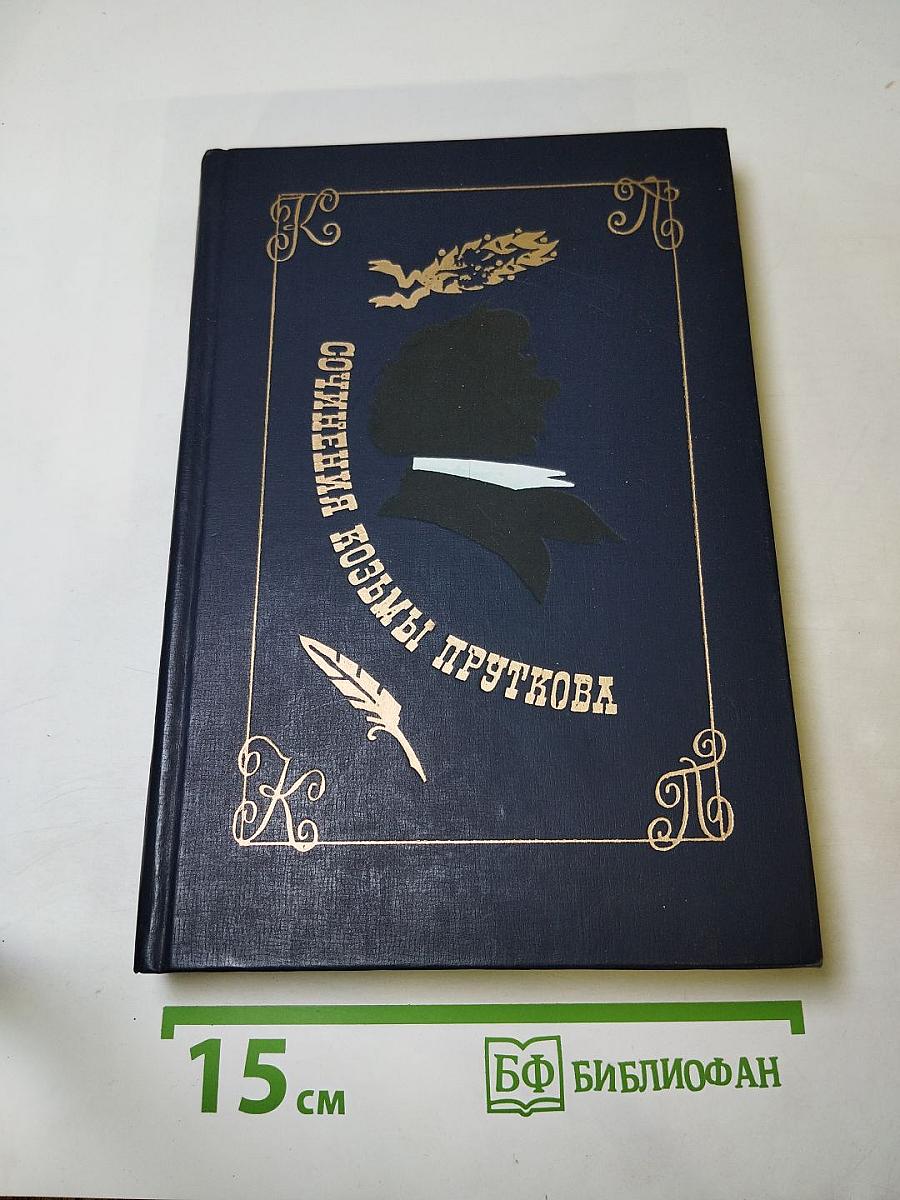 К П
СОЧИНЕНИЯ КОЗЬМЫ ПРУТКОВА
К П
15 см
БФ БИБЛИОФАН